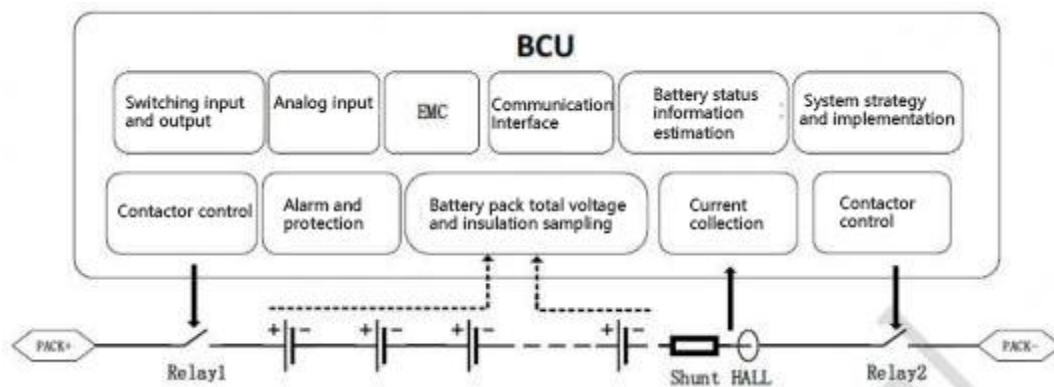 BCU
Switching input
and output
Analog input
EMC
Communication
Interface
Battery status
information
estimation
System strategy
and implementation
Contactor control
Alarm and
protection
Battery pack total voltage
and insulation sampling
Current
collection
Contactor
control
+ - + - + - + -
PACK+
PACK-
Relay1
Shunt HALL
Relay2